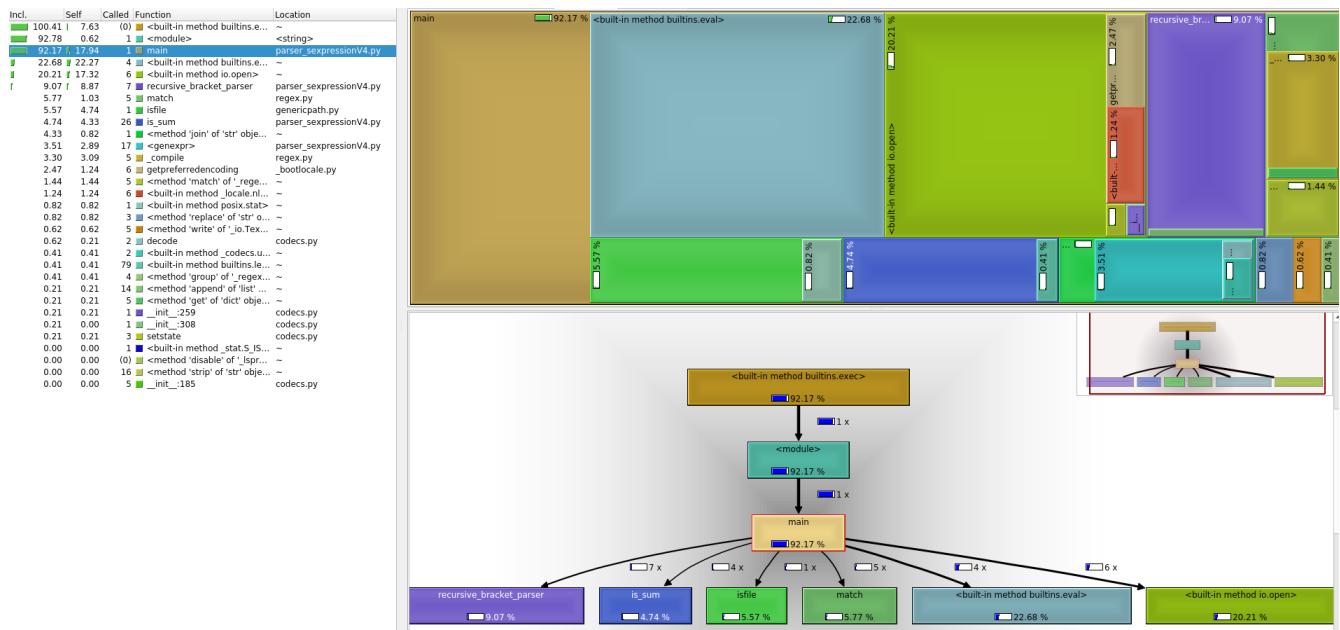 Incl. Self Called Function Location
100.41 7.63 (0) <built-in method builtins.e... ~
92.78 0.62 1 <module> <string>
92.17 17.94 1 main parser_sexpressionV4.py
22.68 22.27 4 <built-in method builtins.e... ~
20.21 17.32 6 <built-in method io.open> ~
9.07 8.87 7 recursive_bracket_parser parser_sexpressionV4.py
5.77 1.03 5 match regex.py
5.57 4.74 1 isfile genericpath.py
4.74 4.33 26 is_sum parser_sexpressionV4.py
4.33 0.82 1 <method 'join' of 'str' obje... ~
3.51 2.89 17 <genexpr> parser_sexpressionV4.py
3.30 3.09 5 _compile regex.py
2.47 1.24 6 getpreferredencoding _bootlocale.py
1.44 1.44 5 <method 'match' of '_rege... ~
1.24 1.24 6 <built-in method _locale.nl... ~
0.82 0.82 1 <built-in method posix.stat> ~
0.82 0.82 3 <method 'replace' of 'str' o... ~
0.62 0.62 5 <method 'write' of '_io.Tex... ~
0.62 0.21 2 decode codecs.py
0.41 0.41 2 <built-in method _codecs.u... ~
0.41 0.41 79 <built-in method builtins.le... ~
0.41 0.41 4 <method 'group' of '_regex... ~
0.21 0.21 14 <method 'append' of 'list' ... ~
0.21 0.21 5 <method 'get' of 'dict' obje... ~
0.21 0.21 1 __init__:259 codecs.py
0.21 0.00 1 __init__:308 codecs.py
0.21 0.21 3 setstate codecs.py
0.00 0.00 1 <built-in method _stat.S_IS... ~
0.00 0.00 (0) <method 'disable' of '_lspr... ~
0.00 0.00 16 <method 'strip' of 'str' obje... ~
0.00 0.00 5 __init__:185 codecs.py
main 92.17 %
<built-in method builtins.eval> 22.68 %
<built-in method io.open> 20.21 %
getpr... 2.47 %
<built-... 1.24 %
_i...
recursive_br... 9.07 %
...
_... 3.30 %
... 1.44 %
5.57 %
0.82 %
4.74 %
0.41 %
...
3.51 %
...
...
0.82 %
0.62 %
0.41 %
<built-in method builtins.exec>
92.17 %
1 x
<module>
92.17 %
1 x
main
92.17 %
7 x 4 x 1 x 5 x 4 x 6 x
recursive_bracket_parser
9.07 %
is_sum
4.74 %
isfile
5.57 %
match
5.77 %
<built-in method builtins.eval>
22.68 %
<built-in method io.open>
20.21 %